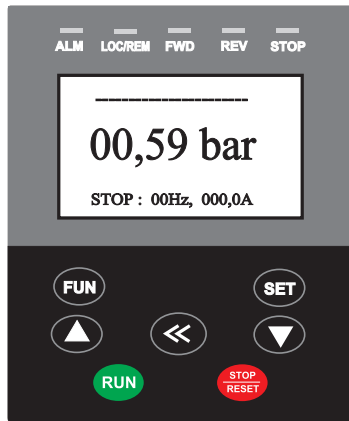 ALM LOC/REM FWD REV STOP
--------------------
00,59 bar
STOP : 00Hz, 000,0A
FUN SET
RUN STOP
RESET